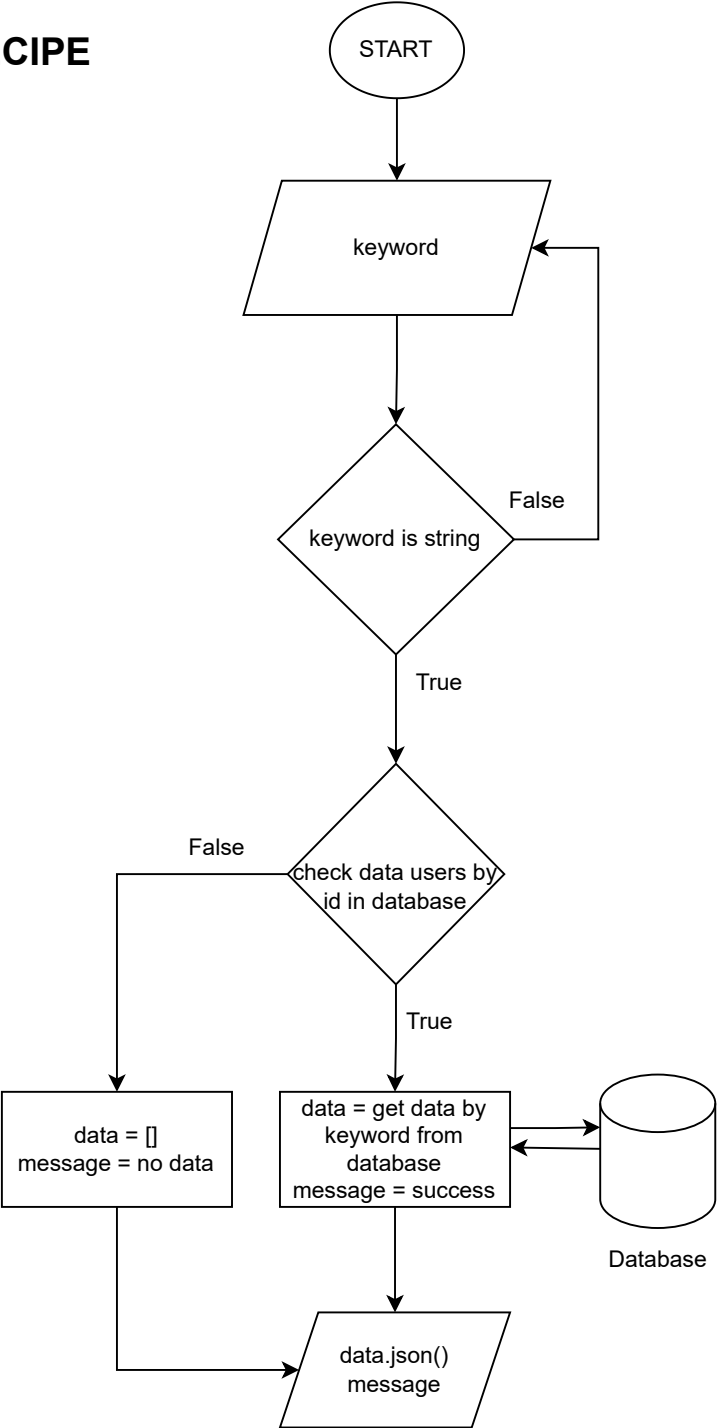 CIPE
START
keyword
keyword is string
False
True
check data users by
id in database
False
True
data = []
message = no data
data = get data by
keyword from
database
message = success
Database
data.json()
message